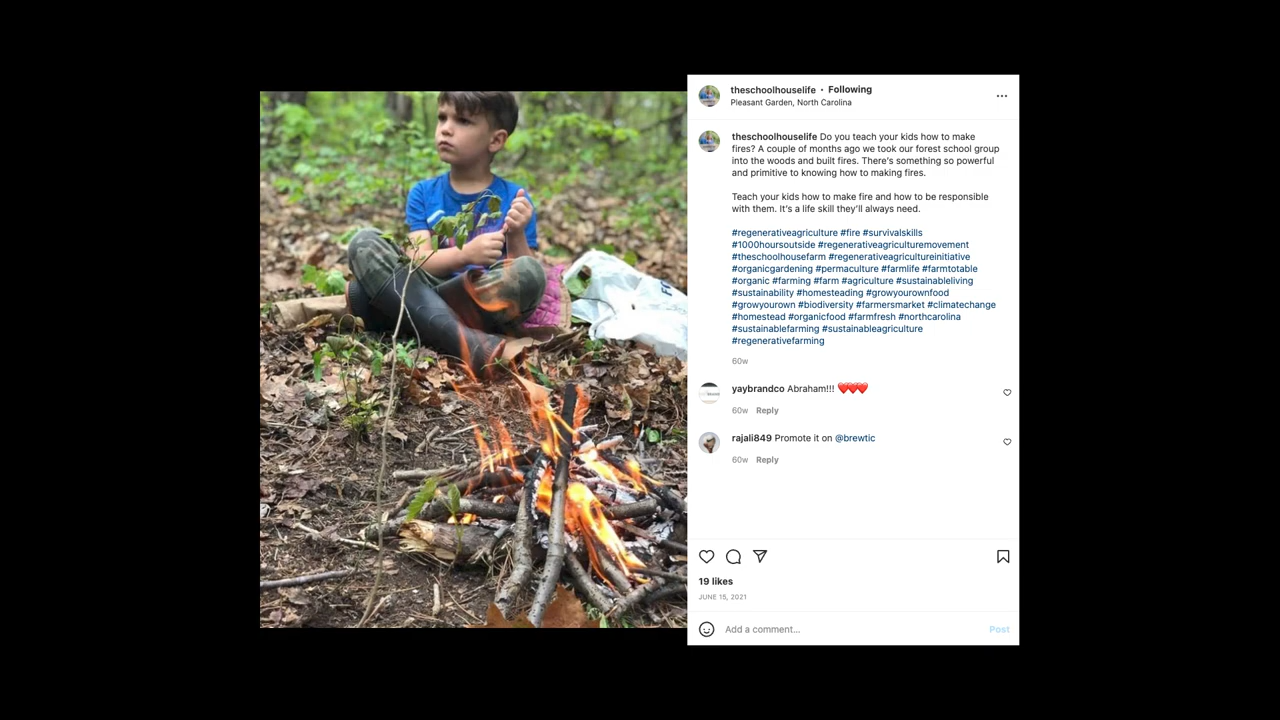 theschoolhouselife • Following
Pleasant Garden, North Carolina
theschoolhouselife Do you teach your kids how to make
fires? A couple of months ago we took our forest school group
into the woods and built fires. There's something so powerful
and primitive to knowing how to making fires.
Teach your kids how to make fire and how to be responsible
with them. It's a life skill they'll always need.
#regenerativeagriculture #fire #survivalskills
#1000hoursoutside #regenerativeagriculturemovement
#theschoolhousefarm #regenerativeagricultureinitiative
#organicgardening #permaculture #farmlife #farmtotable
#organic #farming #farm #agriculture #sustainableliving
#sustainability #homesteading #growyourownfood
#growyourown #biodiversity #farmersmarket #climatechange
#homestead #organicfood #farmfresh #northcarolina
#sustainablefarming #sustainableagriculture
#regenerativefarming
60w
yaybrandco Abraham!!! ❤️❤️❤️
60w Reply
rajali849 Promote it on @brewtic
60w Reply
19 likes
JUNE 15, 2021
Add a comment...
Post